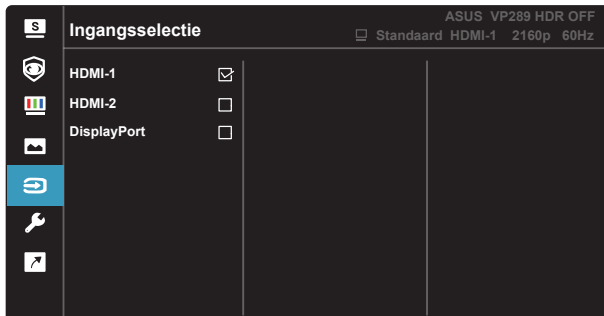 S
Ingangsselectie
ASUS VP289 HDR OFF
Standaard HDMI-1 2160p 60Hz
HDMI-1
HDMI-2
DisplayPort